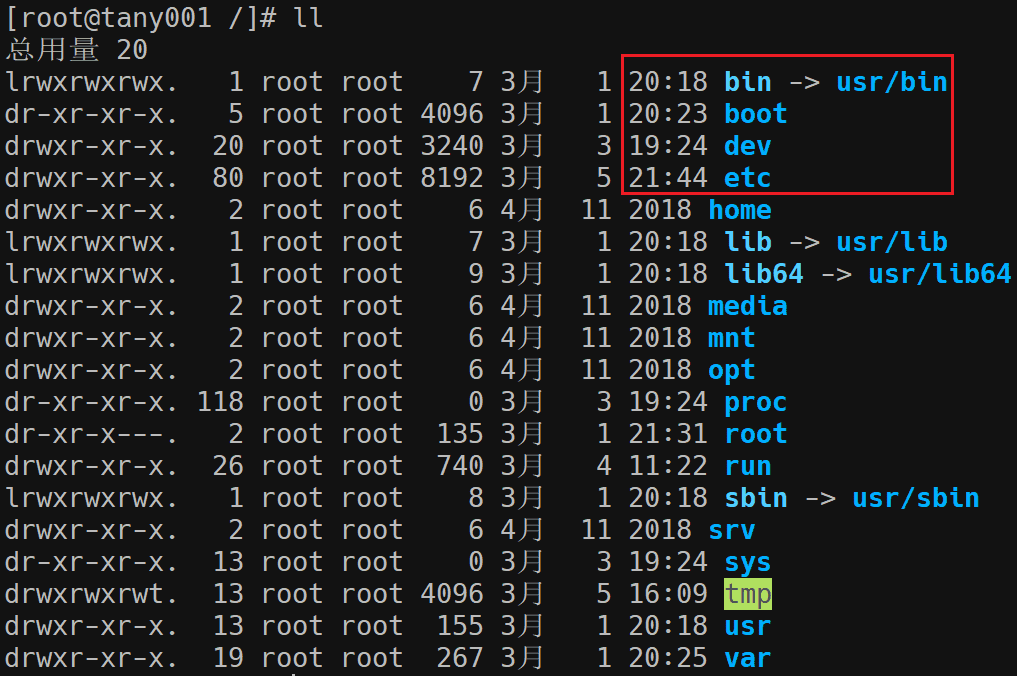 [root@tany001 /]# ll
总用量 20
lrwxrwxrwx.   1 root root    7 3月   1 20:18 bin -> usr/bin
dr-xr-xr-x.   5 root root 4096 3月   1 20:23 boot
drwxr-xr-x.  20 root root 3240 3月   3 19:24 dev
drwxr-xr-x.  80 root root 8192 3月   5 21:44 etc
drwxr-xr-x.   2 root root    6 4月  11 2018 home
lrwxrwxrwx.   1 root root    7 3月   1 20:18 lib -> usr/lib
lrwxrwxrwx.   1 root root    9 3月   1 20:18 lib64 -> usr/lib64
drwxr-xr-x.   2 root root    6 4月  11 2018 media
drwxr-xr-x.   2 root root    6 4月  11 2018 mnt
drwxr-xr-x.   2 root root    6 4月  11 2018 opt
dr-xr-xr-x. 118 root root    0 3月   3 19:24 proc
dr-xr-x---.   2 root root  135 3月   1 21:31 root
drwxr-xr-x.  26 root root  740 3月   4 11:22 run
lrwxrwxrwx.   1 root root    8 3月   1 20:18 sbin -> usr/sbin
drwxr-xr-x.   2 root root    6 4月  11 2018 srv
dr-xr-xr-x.  13 root root    0 3月   3 19:24 sys
drwxrwxrwt.  13 root root 4096 3月   5 16:09 tmp
drwxr-xr-x.  13 root root  155 3月   1 20:18 usr
drwxr-xr-x.  19 root root  267 3月   1 20:25 var